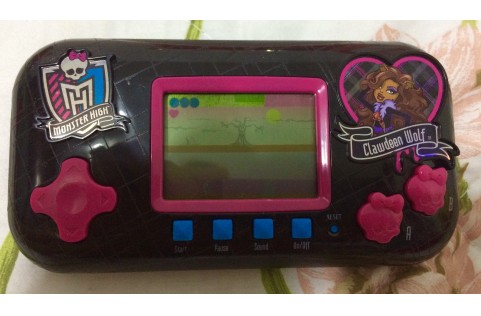 MONSTER HIGH
Clawdeen Wolf
RESET
Start
Pause
Sound
On/Off
B
A